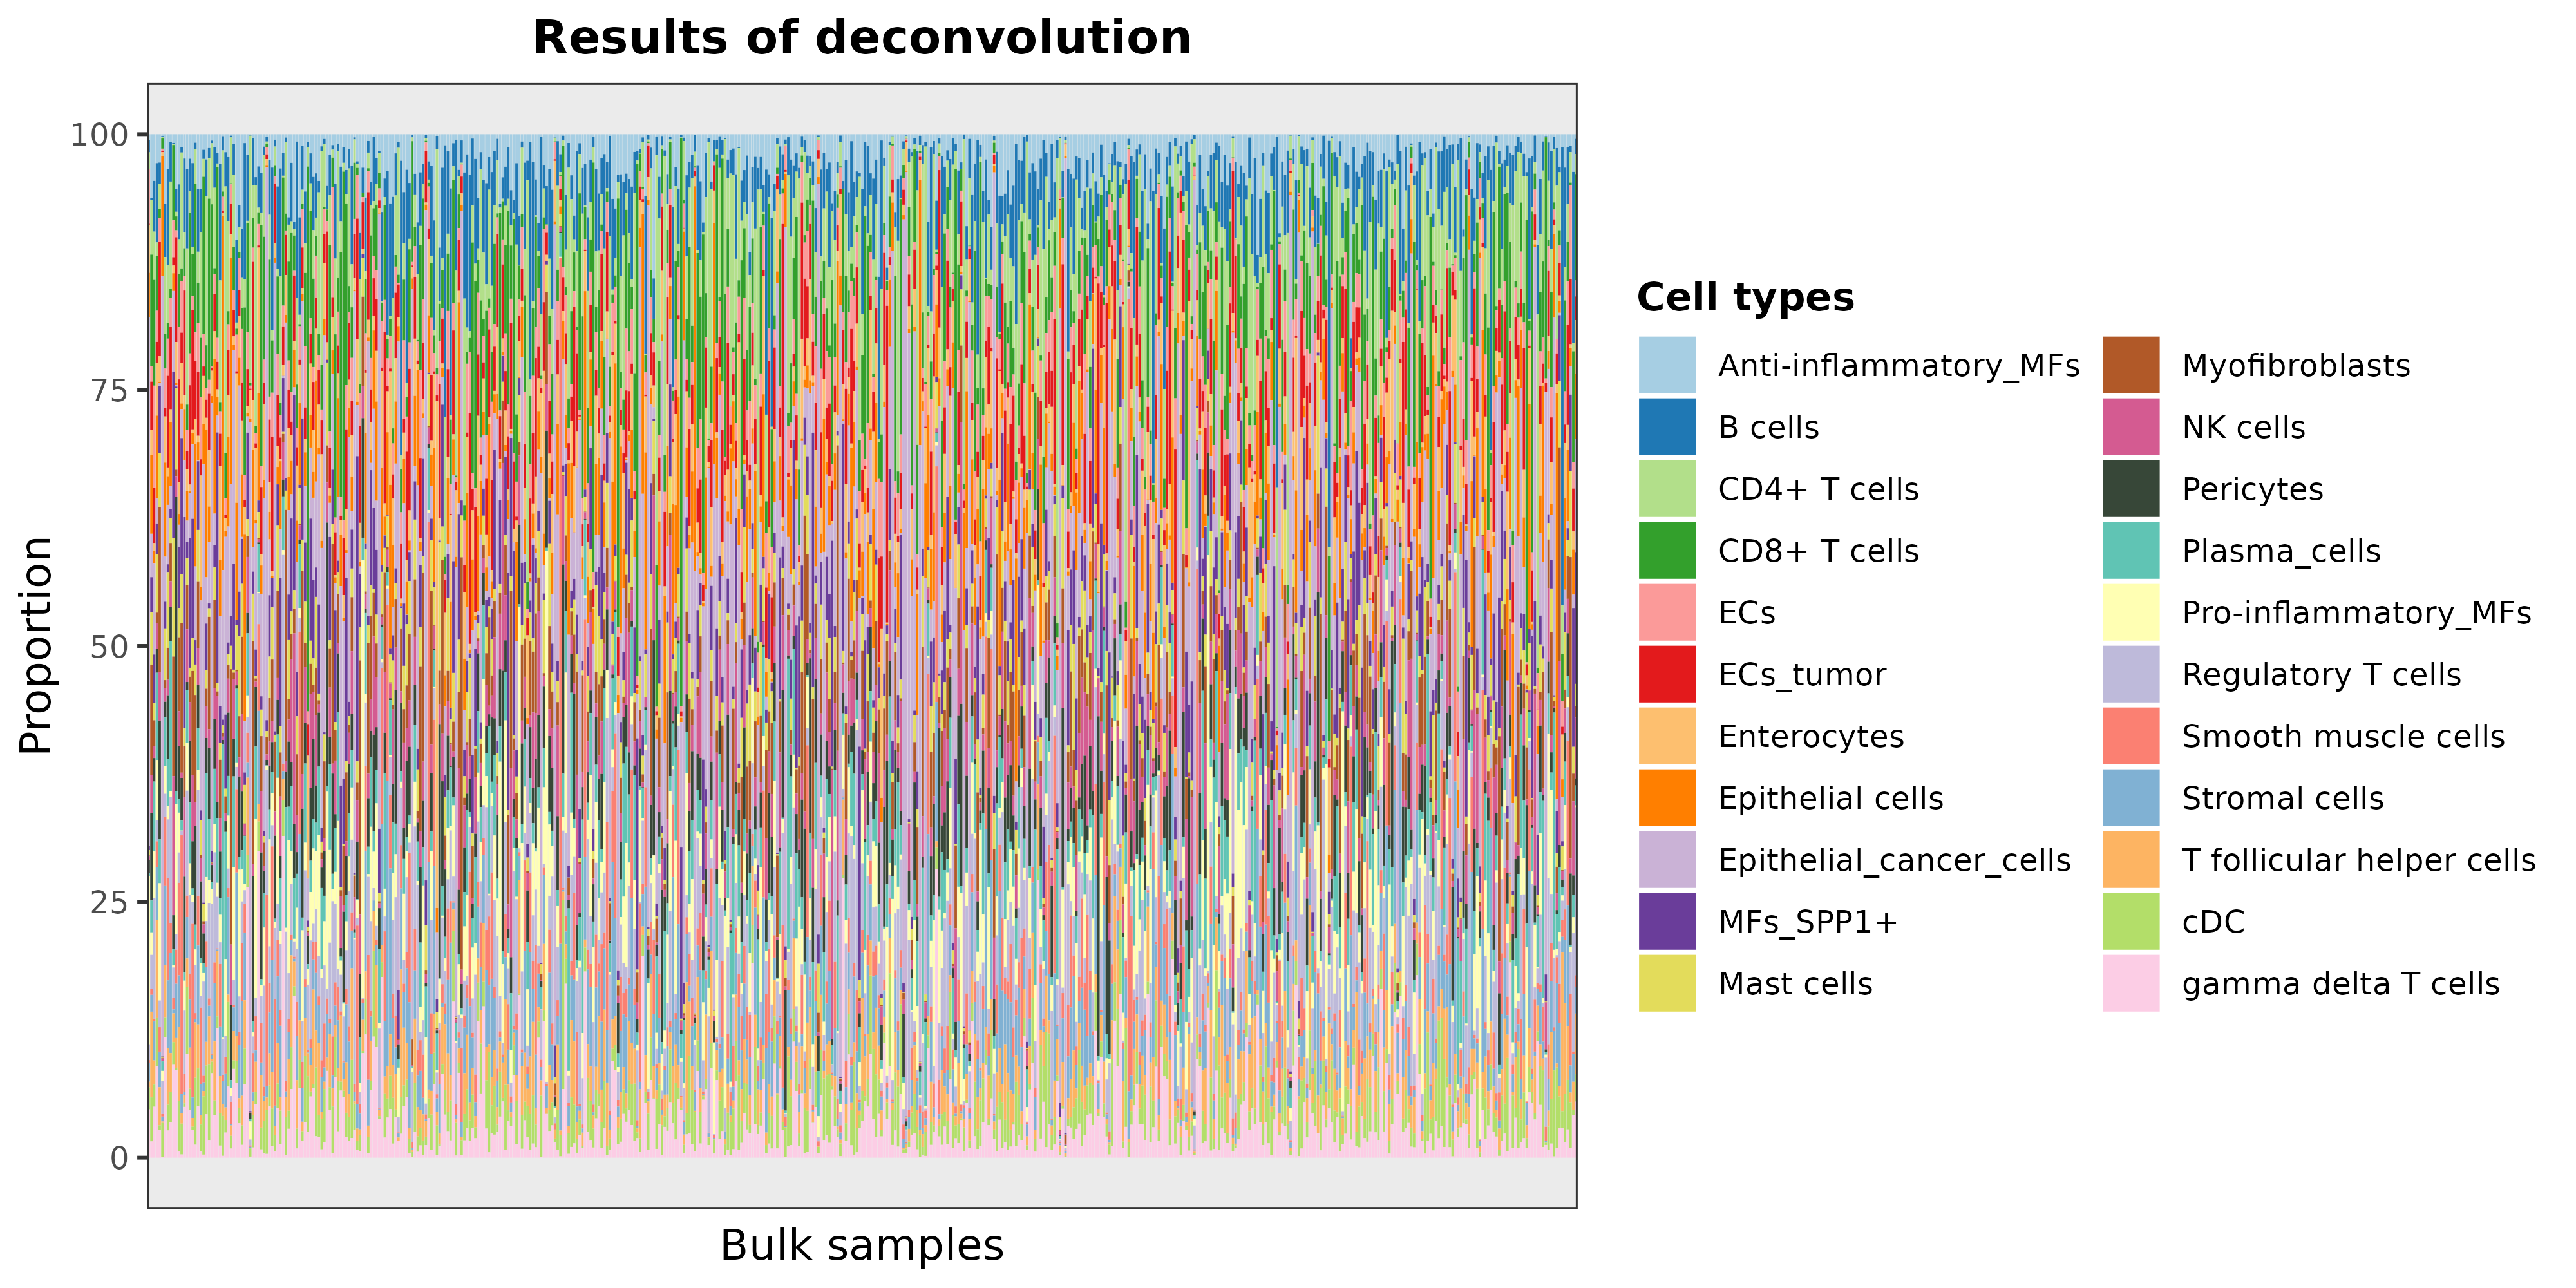 Results of deconvolution
100
75
50
25
0
Proportion
Bulk samples
Cell types
Anti-inflammatory_MFs
B cells
CD4+ T cells
CD8+ T cells
ECs
ECs_tumor
Enterocytes
Epithelial cells
Epithelial_cancer_cells
MFs_SPP1+
Mast cells
Myofibroblasts
NK cells
Pericytes
Plasma_cells
Pro-inflammatory_MFs
Regulatory T cells
Smooth muscle cells
Stromal cells
T follicular helper cells
cDC
gamma delta T cells